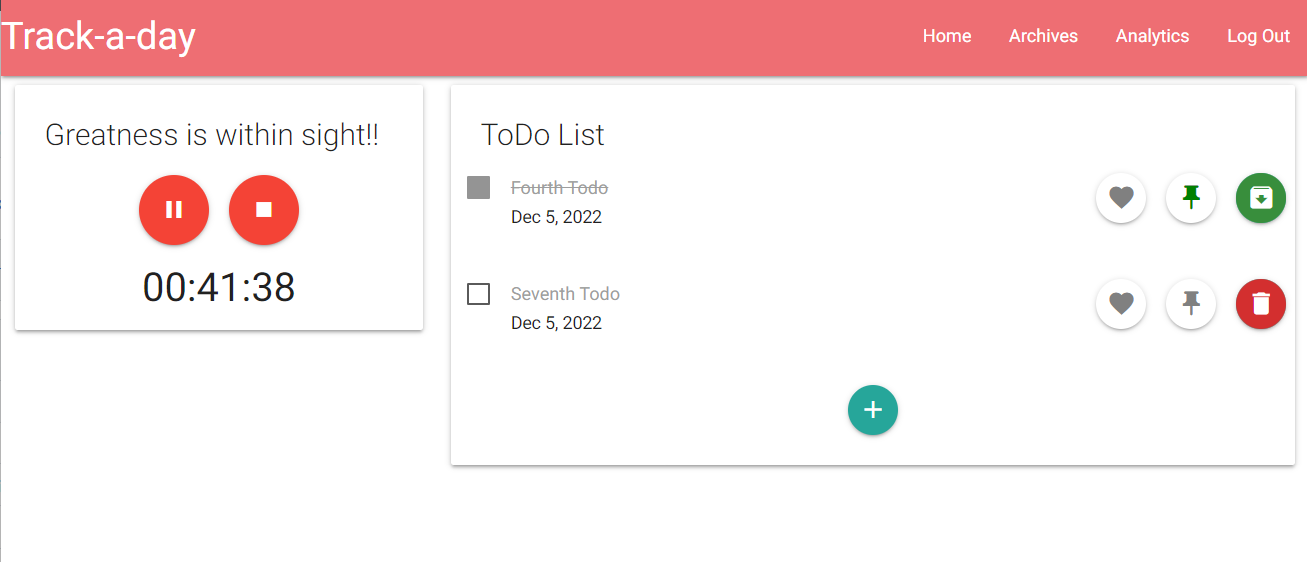 Track-a-day
Home Archives Analytics Log Out
Greatness is within sight!!
00:41:38
ToDo List
Fourth Todo
Dec 5, 2022
Seventh Todo
Dec 5, 2022